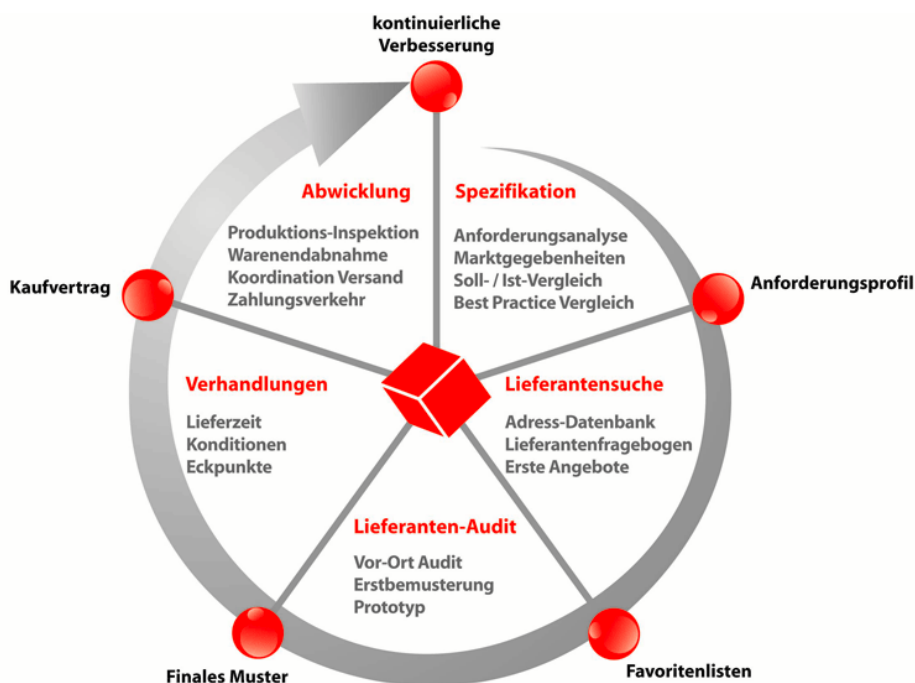 kontinuierliche
Verbesserung
Abwicklung
Produktions-Inspektion
Warenendabnahme
Koordination Versand
Zahlungsverkehr
Spezifikation
Anforderungsanalyse
Marktgegebenheiten
Soll- / Ist-Vergleich
Best Practice Vergleich
Kaufvertrag
Anforderungsprofil
Verhandlungen
Lieferzeit
Konditionen
Eckpunkte
Lieferantensuche
Adress-Datenbank
Lieferantenfragebogen
Erste Angebote
Lieferanten-Audit
Vor-Ort Audit
Erstbemusterung
Prototyp
Finales Muster
Favoritenlisten